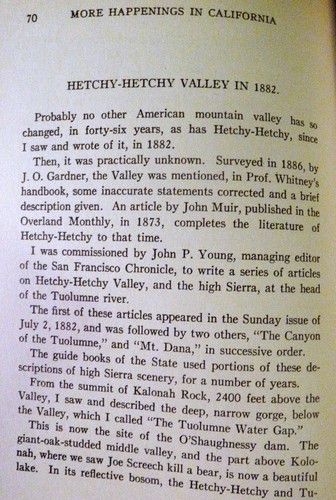 70 MORE HAPPENINGS IN CALIFORNIA
HETCHY-HETCHY VALLEY IN 1882.
Probably no other American mountain valley has so
changed, in forty-six years, as has Hetchy-Hetchy, since
I saw and wrote of it, in 1882.
Then, it was practically unknown. Surveyed in 1886, by
J. O. Gardner, the Valley was mentioned, in Prof. Whitney's
handbook, some inaccurate statements corrected and a brief
description given. An article by John Muir, published in the
Overland Monthly, in 1873, completes the literature of
Hetchy-Hetchy to that time.
I was commissioned by John P. Young, managing editor
of the San Francisco Chronicle, to write a series of articles
on Hetchy-Hetchy Valley, and the high Sierra, at the head
of the Tuolumne river.
The first of these articles appeared in the Sunday issue of
July 2, 1882, and was followed by two others, "The Canyon
of the Tuolumne," and "Mt. Dana," in successive order.
The guide books of the State used portions of these de-
scriptions of high Sierra scenery, for a number of years.
From the summit of Kalonah Rock, 2400 feet above the
Valley, I saw and described the deep, narrow gorge, below
the Valley, which I called "The Tuolumne Water Gap."
This is now the site of the O'Shaughnessy dam. The
giant-oak-studded middle valley, and the part above Kolo-
nah, where we saw Joe Screech kill a bear, is now a beautiful
lake. In its reflective bosom, the Hetchy-Hetchy and Tu-